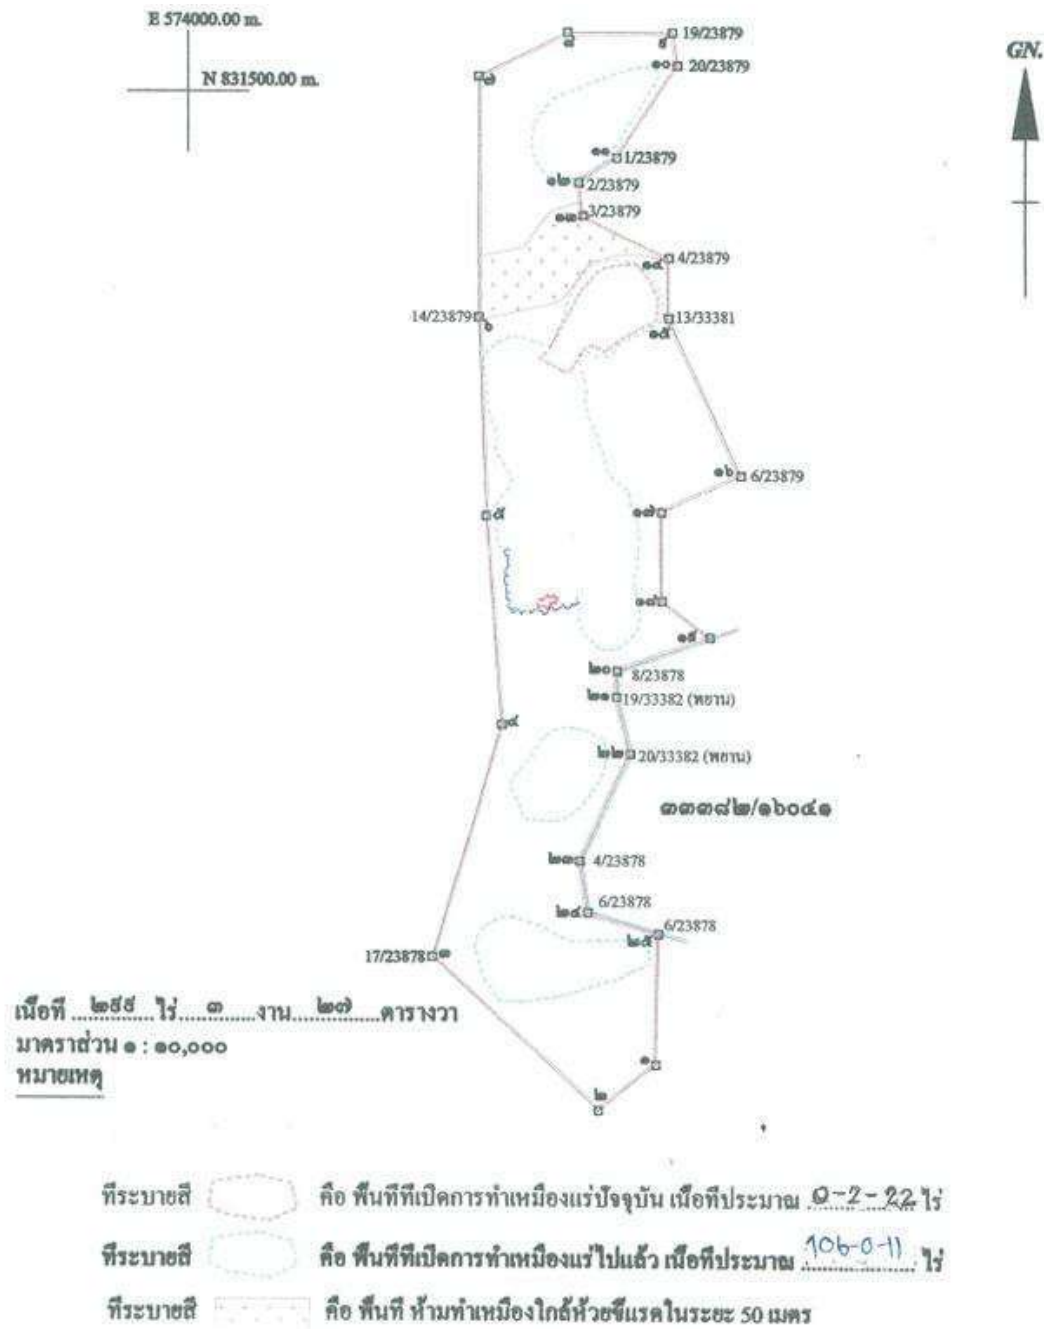 E 574000.00 m.
N 831500.00 m.
GN.
๘
๙ 19/23879
๑๐ 20/23879
๗
๑๑ 1/23879
๑๒ 2/23879
๑๓ 3/23879
๑๔ 4/23879
14/23879 ๖
13/33381
๑๕
๑๖ 6/23879
๑๗
๕
๑๘
๑๙
๒๐ 8/23878
๒๑ 19/33382 (พยาน)
๔
๒๒ 20/33382 (พยาน)
๓๓๓๘๒/๑๖๐๔๑
๒๓ 4/23878
๒๔ 6/23878
๒๕ 6/23878
17/23878 ๓
เนื้อที่ ๒๙๙ ไร่ ๓ งาน ๒๗ ตารางวา
มาตราส่วน ๑ : ๑๐,๐๐๐
หมายเหตุ
๑
๒
ที่ระบายสี คือ พื้นที่ที่เปิดการทำเหมืองแร่ปัจจุบัน เนื้อที่ประมาณ 0-2-22 ไร่
ที่ระบายสี คือ พื้นที่ที่เปิดการทำเหมืองแร่ไปแล้ว เนื้อที่ประมาณ 106-0-11 ไร่
ที่ระบายสี คือ พื้นที่ ห้ามทำเหมืองใกล้ห้วยขี้แรดในระยะ 50 เมตร